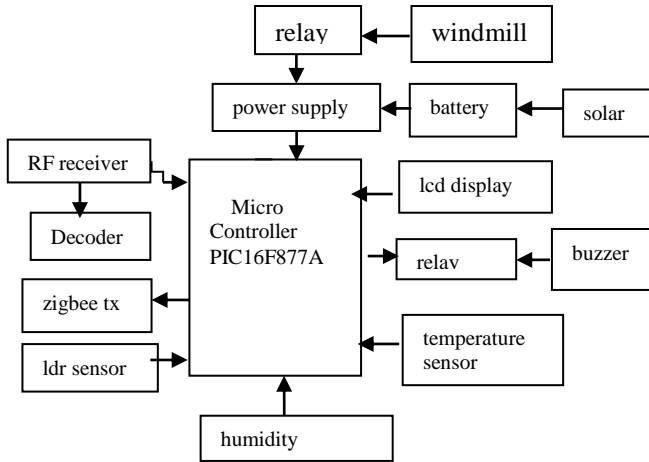 relay
windmill
power supply
battery
solar
RF receiver
lcd display
Micro
Controller
PIC16F877A
Decoder
relav
buzzer
zigbee tx
temperature
sensor
ldr sensor
humidity